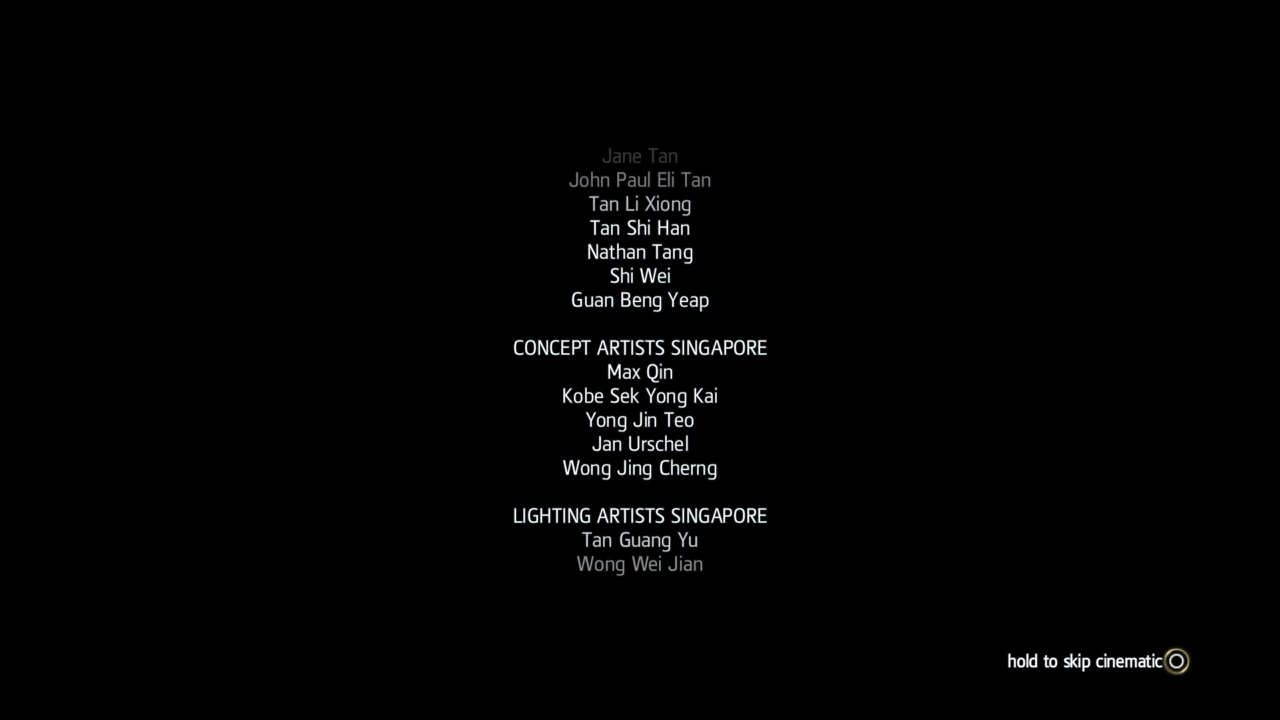 Jane Tan
John Paul Eli Tan
Tan Li Xiong
Tan Shi Han
Nathan Tang
Shi Wei
Guan Beng Yeap
CONCEPT ARTISTS SINGAPORE
Max Qin
Kobe Sek Yong Kai
Yong Jin Teo
Jan Urschel
Wong Jing Cherng
LIGHTING ARTISTS SINGAPORE
Tan Guang Yu
Wong Wei Jian
hold to skip cinematic